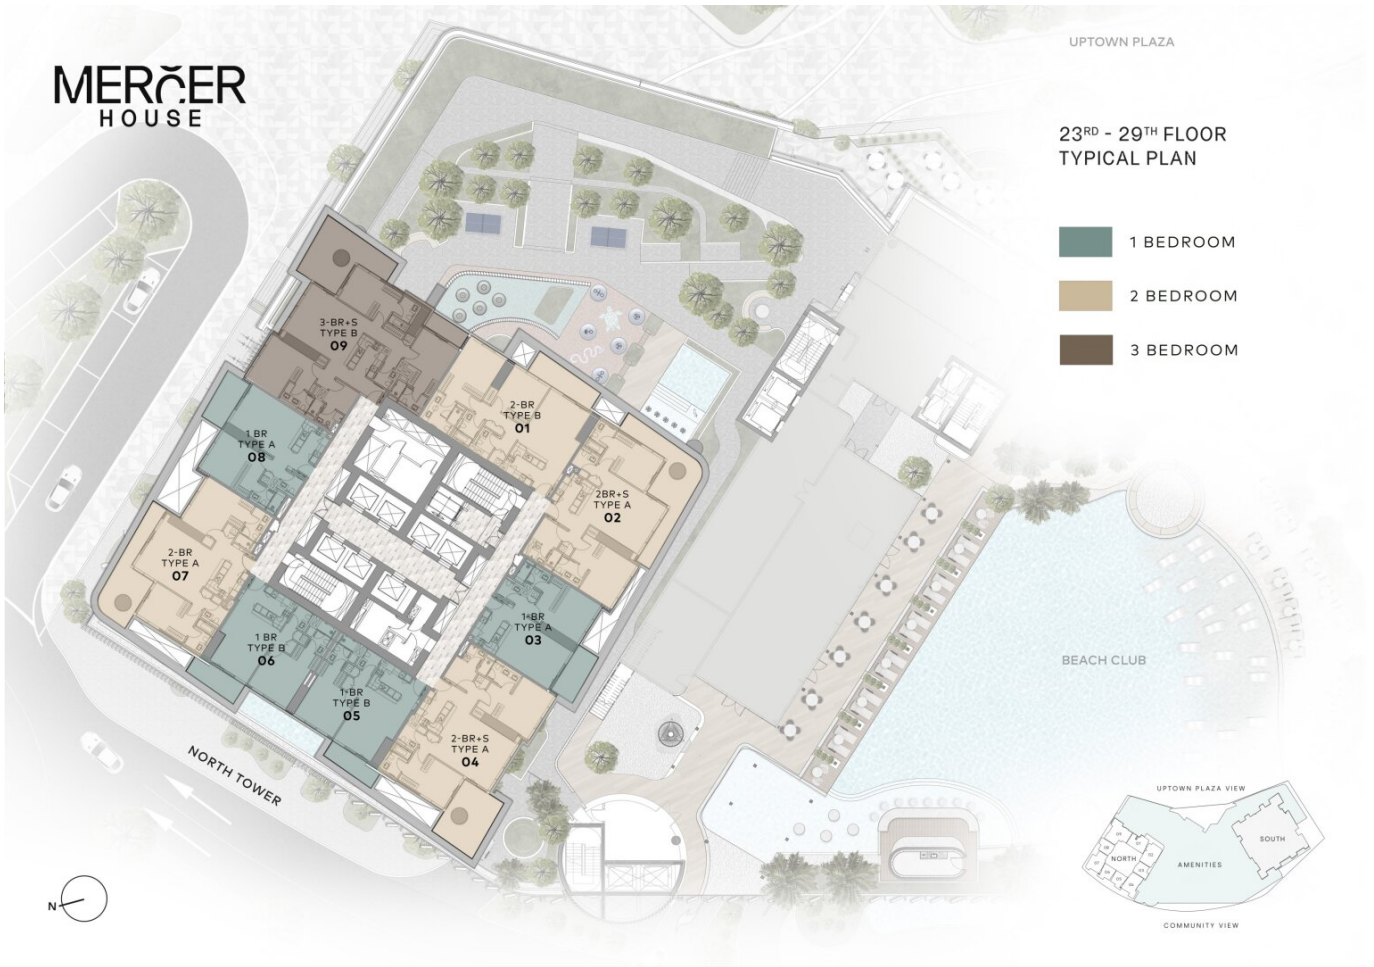 MERCER
HOUSE
UPTOWN PLAZA
23RD - 29TH FLOOR
TYPICAL PLAN
1 BEDROOM
2 BEDROOM
3 BEDROOM
3-BR+S
TYPE B
09
2-BR
TYPE B
01
1 BR
TYPE A
08
2BR+S
TYPE A
02
2-BR
TYPE A
07
1-BR
TYPE A
03
1 BR
TYPE B
06
1-BR
TYPE B
05
2-BR+S
TYPE A
04
BEACH CLUB
NORTH TOWER
N
UPTOWN PLAZA VIEW
SOUTH
NORTH
AMENITIES
COMMUNITY VIEW